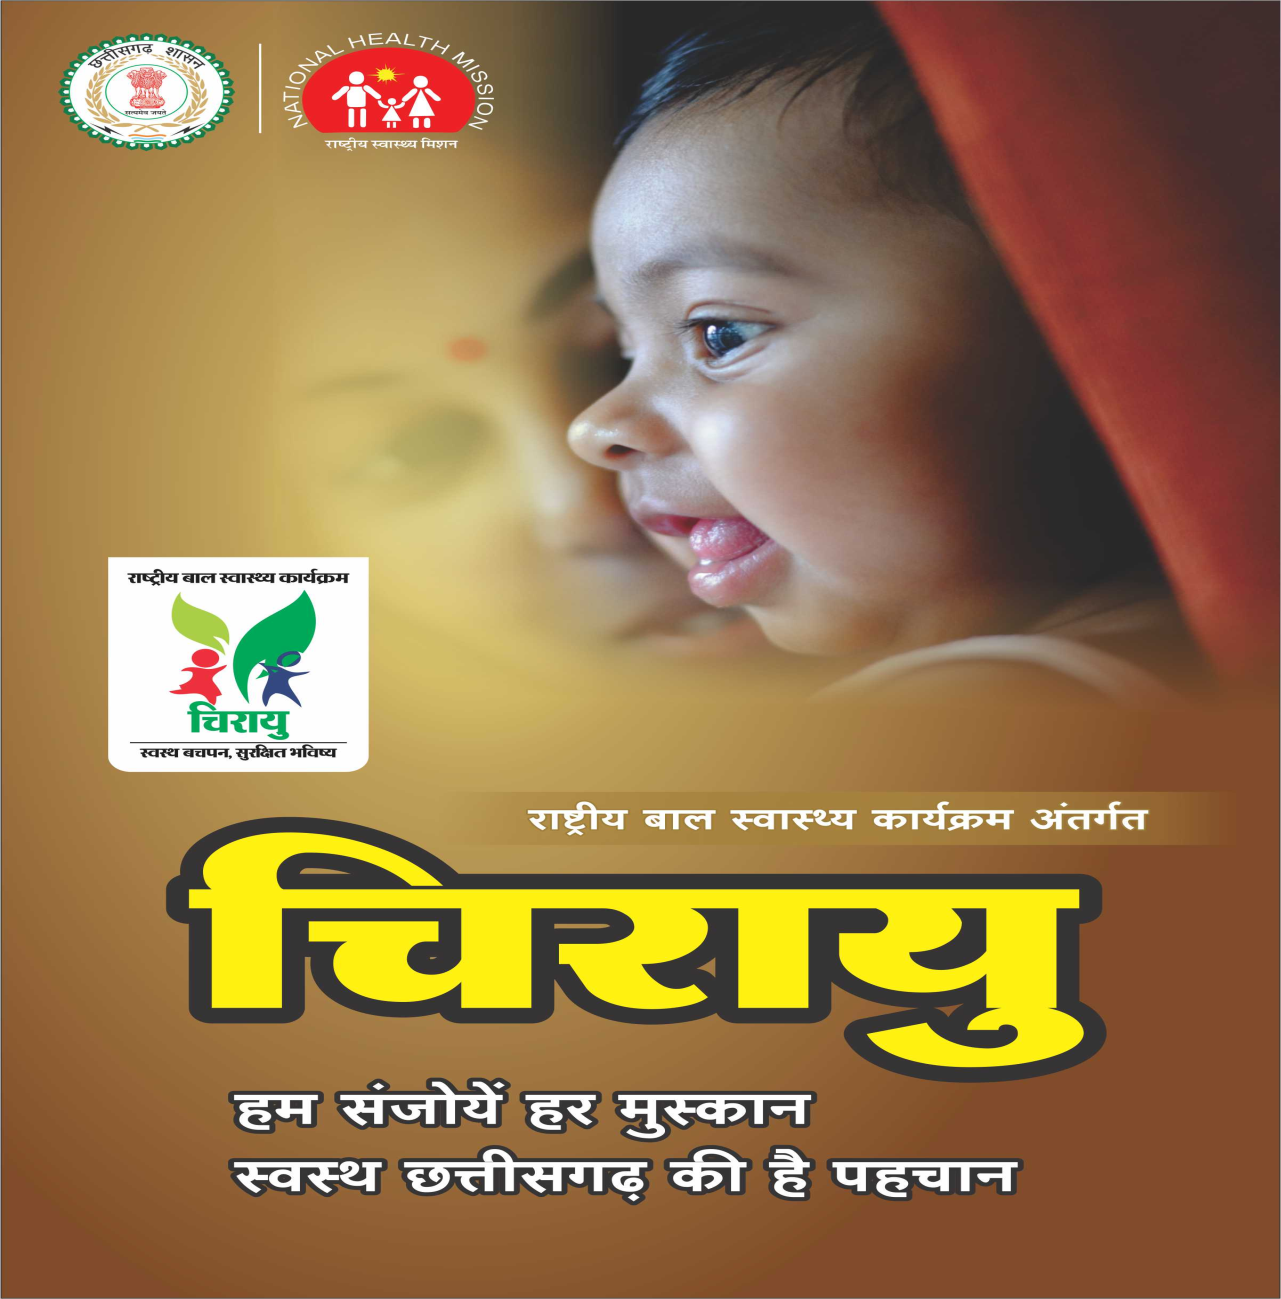 छत्तीसगढ़ शासन
सत्यमेव जयते
NATIONAL HEALTH MISSION
राष्ट्रीय स्वास्थ्य मिशन
राष्ट्रीय बाल स्वास्थ्य कार्यक्रम
चिरायु
स्वस्थ बचपन, सुरक्षित भविष्य
राष्ट्रीय बाल स्वास्थ्य कार्यक्रम अंतर्गत
चिरायु
हम संजोयें हर मुस्कान
स्वस्थ छत्तीसगढ़ की है पहचान